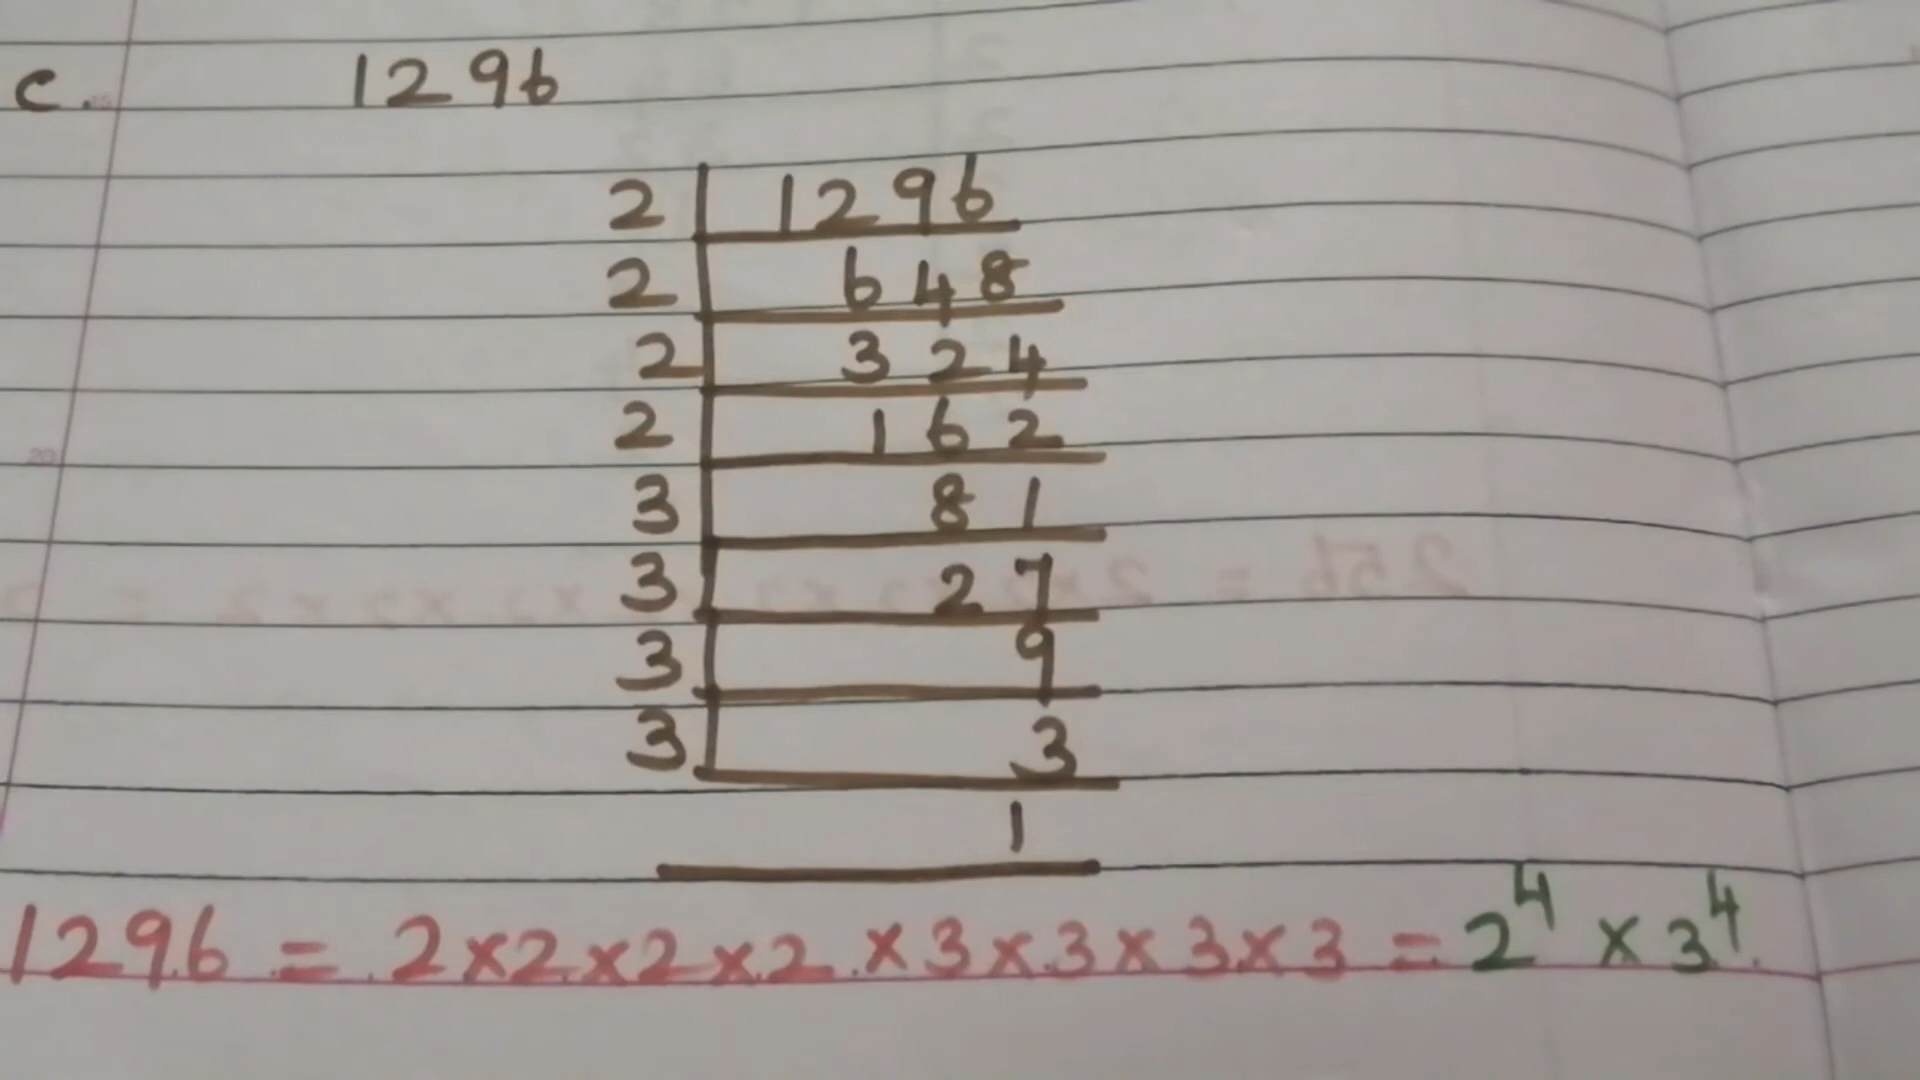 c. 1296
2 | 1296
2 | 648
2 | 324
2 | 162
3 | 81
3 | 27
3 | 9
3 | 3
1
1296 = 2×2×2×2×3×3×3×3 = 2⁴ × 3⁴.